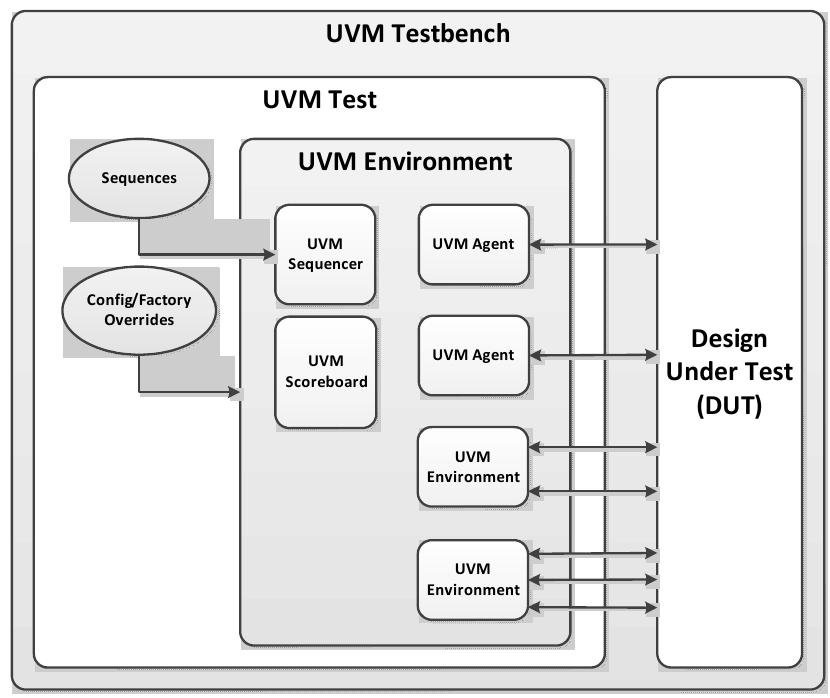 UVM Testbench
UVM Test
UVM Environment
Sequences
Config/Factory
Overrides
UVM
Sequencer
UVM
Scoreboard
UVM Agent
UVM Agent
UVM
Environment
UVM
Environment
Design
Under Test
(DUT)